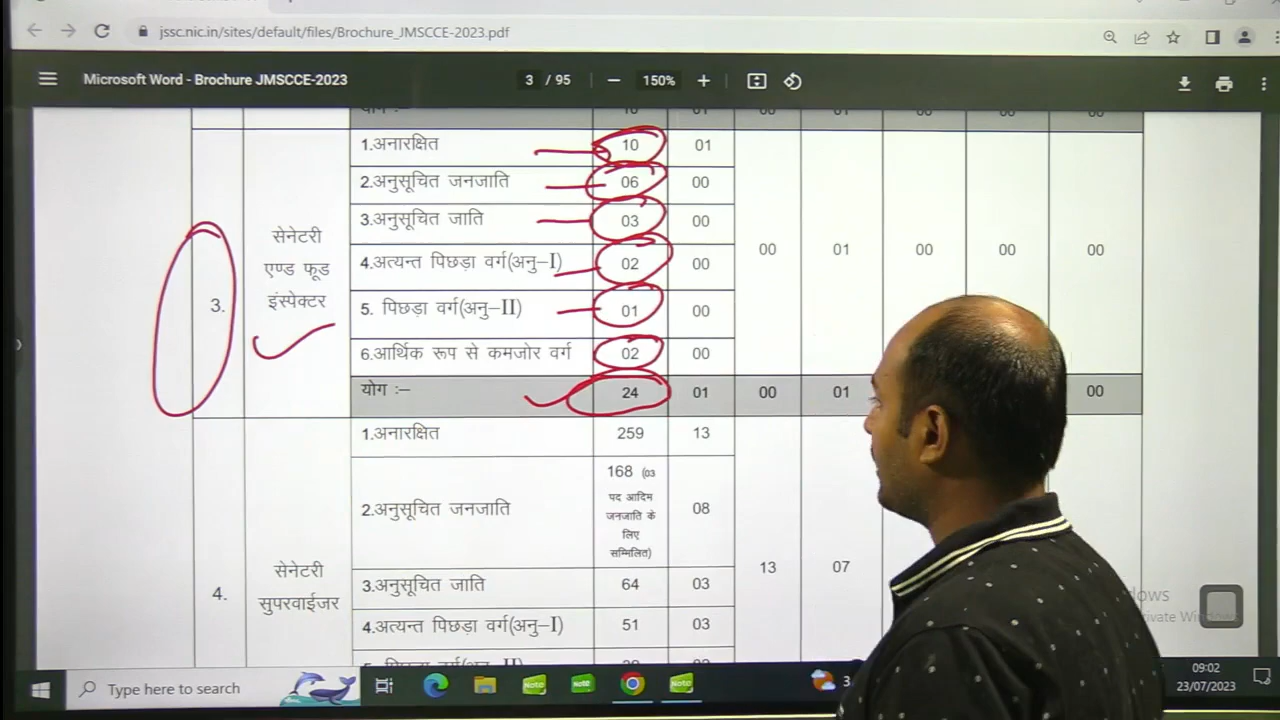 jssc.nic.in/sites/default/files/Brochure_JMSCCE-2023.pdf
Microsoft Word - Brochure JMSCCE-2023
3 / 95
150%
3.
सेनेटरी
एण्ड फूड
इंस्पेक्टर
1.अनारक्षित 10 01
2.अनुसूचित जनजाति 06 00
3.अनुसूचित जाति 03 00
4.अत्यन्त पिछड़ा वर्ग(अनु–I) 02 00
5. पिछड़ा वर्ग(अनु–II) 01 00
6.आर्थिक रूप से कमजोर वर्ग 02 00
00 01 00 00 00
योग :– 24 01 00 01 00
4.
सेनेटरी
सुपरवाईजर
1.अनारक्षित 259 13
2.अनुसूचित जनजाति 168 (03
पद आदिम
जनजाति के
लिए
सम्मिलित) 08
3.अनुसूचित जाति 64 03
4.अत्यन्त पिछड़ा वर्ग(अनु–I) 51 03
13 07
Type here to search
Note
Note
Note
09:02
23/07/2023